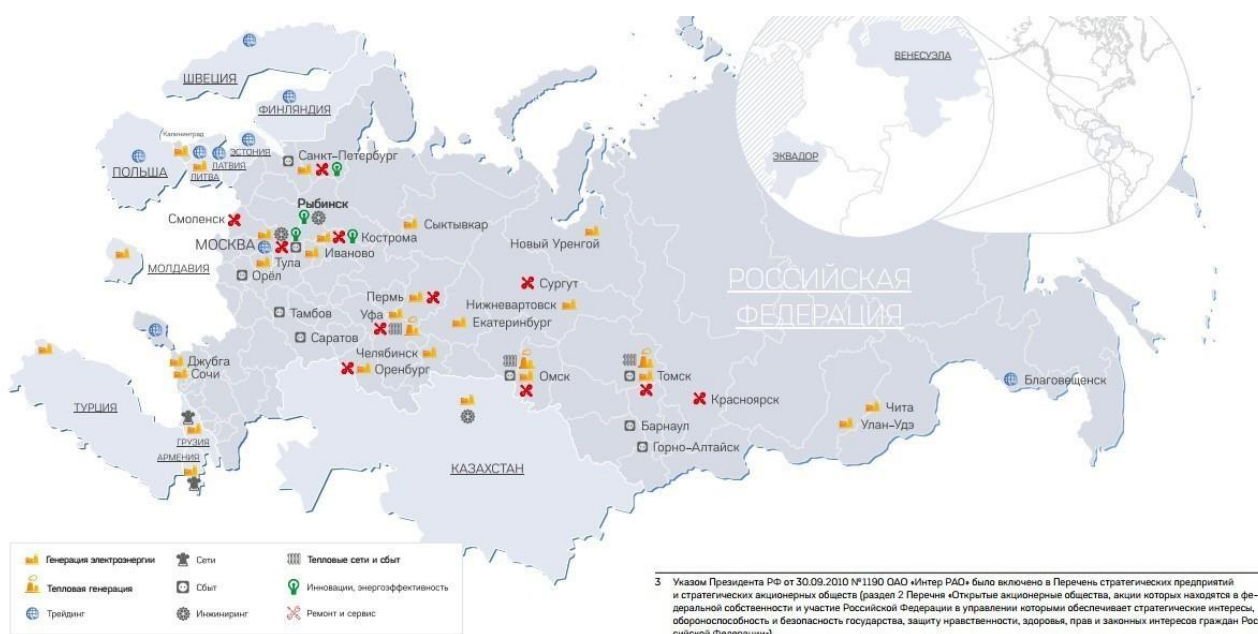 ШВЕЦИЯ
ФИНЛЯНДИЯ
Калининград
ЭСТОНИЯ
ЛАТВИЯ
ПОЛЬША
ЛИТВА
Санкт-Петербург
ВЕНЕСУЭЛА
ЭКВАДОР
Смоленск
Рыбинск
Сыктывкар
МОСКВА
Кострома
Иваново
Новый Уренгой
МОЛДАВИЯ
Тула
Орёл
Сургут
РОССИЙСКАЯ
ФЕДЕРАЦИЯ
Пермь
Нижневартовск
Тамбов
Уфа
Екатеринбург
Саратов
Челябинск
Джубга
Оренбург
Сочи
Омск
Томск
Благовещенск
Красноярск
ТУРЦИЯ
Чита
Барнаул
Улан-Удэ
ГРУЗИЯ
Горно-Алтайск
АРМЕНИЯ
КАЗАХСТАН
Генерация электроэнергии
Сети
Тепловые сети и сбыт
Тепловая генерация
Сбыт
Инновации, энергоэффективность
Трейдинг
Инжиниринг
Ремонт и сервис
3 Указом Президента РФ от 30.09.2010 №1190 ОАО «Интер РАО» было включено в Перечень стратегических предприятий
и стратегических акционерных обществ (раздел 2 Перечня «Открытые акционерные общества, акции которых находятся в фе-
деральной собственности и участие Российской Федерации в управлении которыми обеспечивает стратегические интересы,
обороноспособность и безопасность государства, защиту нравственности, здоровья, прав и законных интересов граждан Рос-
сийской Федерации»)